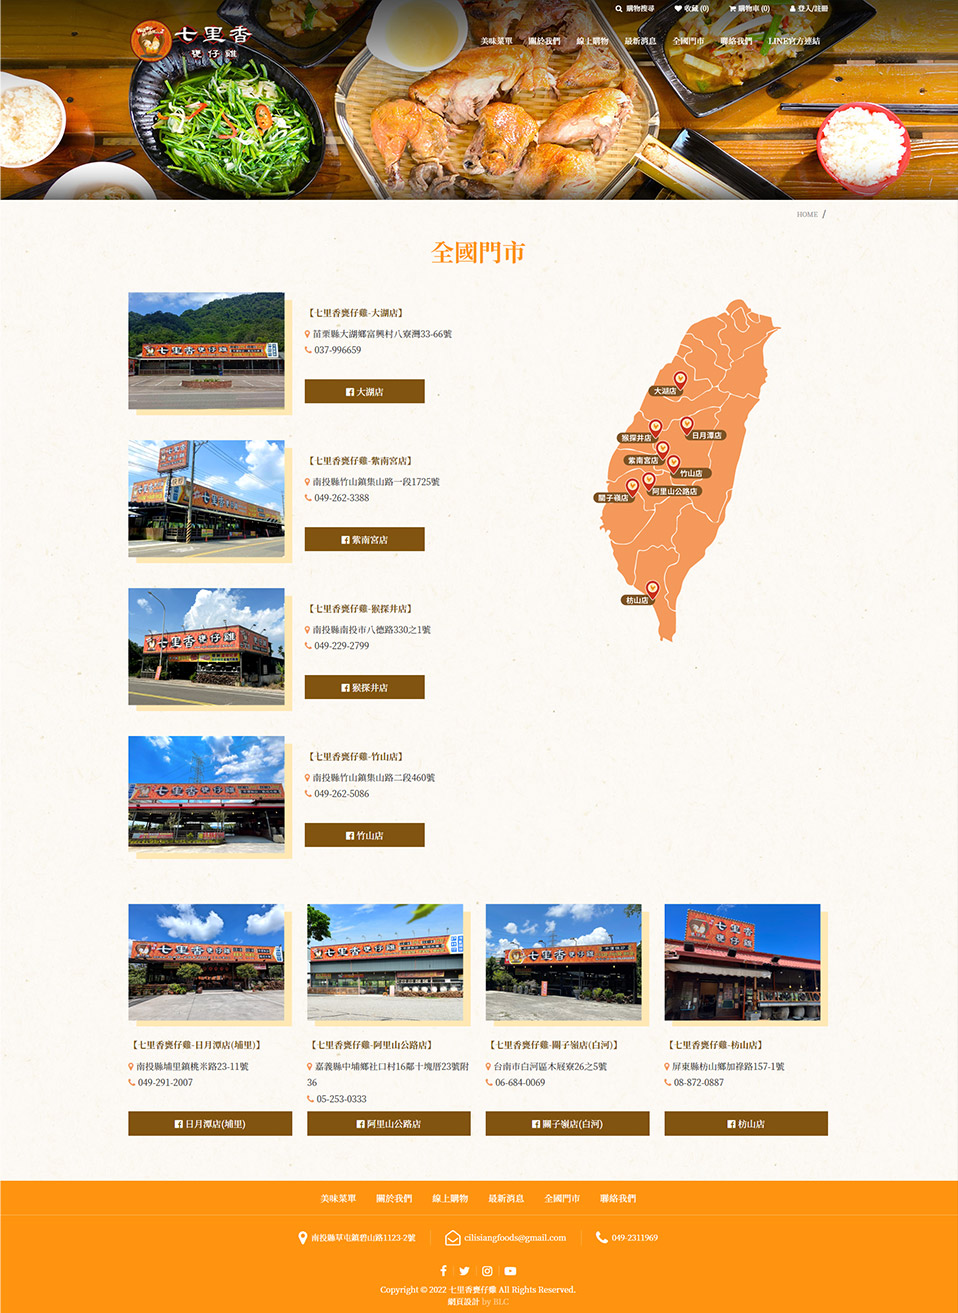 購物搜尋 收藏 (0) 購物車 (0) 登入/註冊
七里香
甕仔雞
美味菜單 關於我們 線上購物 最新消息 全國門市 聯絡我們 LINE官方連結
HOME /
全國門市
【七里香甕仔雞-大湖店】
苗栗縣大湖鄉富興村八寮灣33-66號
037-996659
大湖店
【七里香甕仔雞-紫南宮店】
南投縣竹山鎮集山路一段1725號
049-262-3388
紫南宮店
【七里香甕仔雞-猴探井店】
南投縣南投市八德路330之1號
049-229-2799
猴探井店
【七里香甕仔雞-竹山店】
南投縣竹山鎮集山路二段460號
049-262-5086
竹山店
大湖店
猴探井店
日月潭店
紫南宮店
竹山店
關子嶺店
阿里山公路店
枋山店
【七里香甕仔雞-日月潭店(埔里)】
南投縣埔里鎮桃米路23-11號
049-291-2007
日月潭店(埔里)
【七里香甕仔雞-阿里山公路店】
嘉義縣中埔鄉社口村16鄰十塊厝23號附
36
05-253-0333
阿里山公路店
【七里香甕仔雞-關子嶺店(白河)】
台南市白河區木屐寮26之5號
06-684-0069
關子嶺店(白河)
【七里香甕仔雞-枋山店】
屏東縣枋山鄉加祿路157-1號
08-872-0887
枋山店
美味菜單 關於我們 線上購物 最新消息 全國門市 聯絡我們
南投縣草屯鎮碧山路1123-2號 cilisiangfoods@gmail.com 049-2311969
Copyright © 2022 七里香甕仔雞 All Rights Reserved.
網頁設計 by BLC